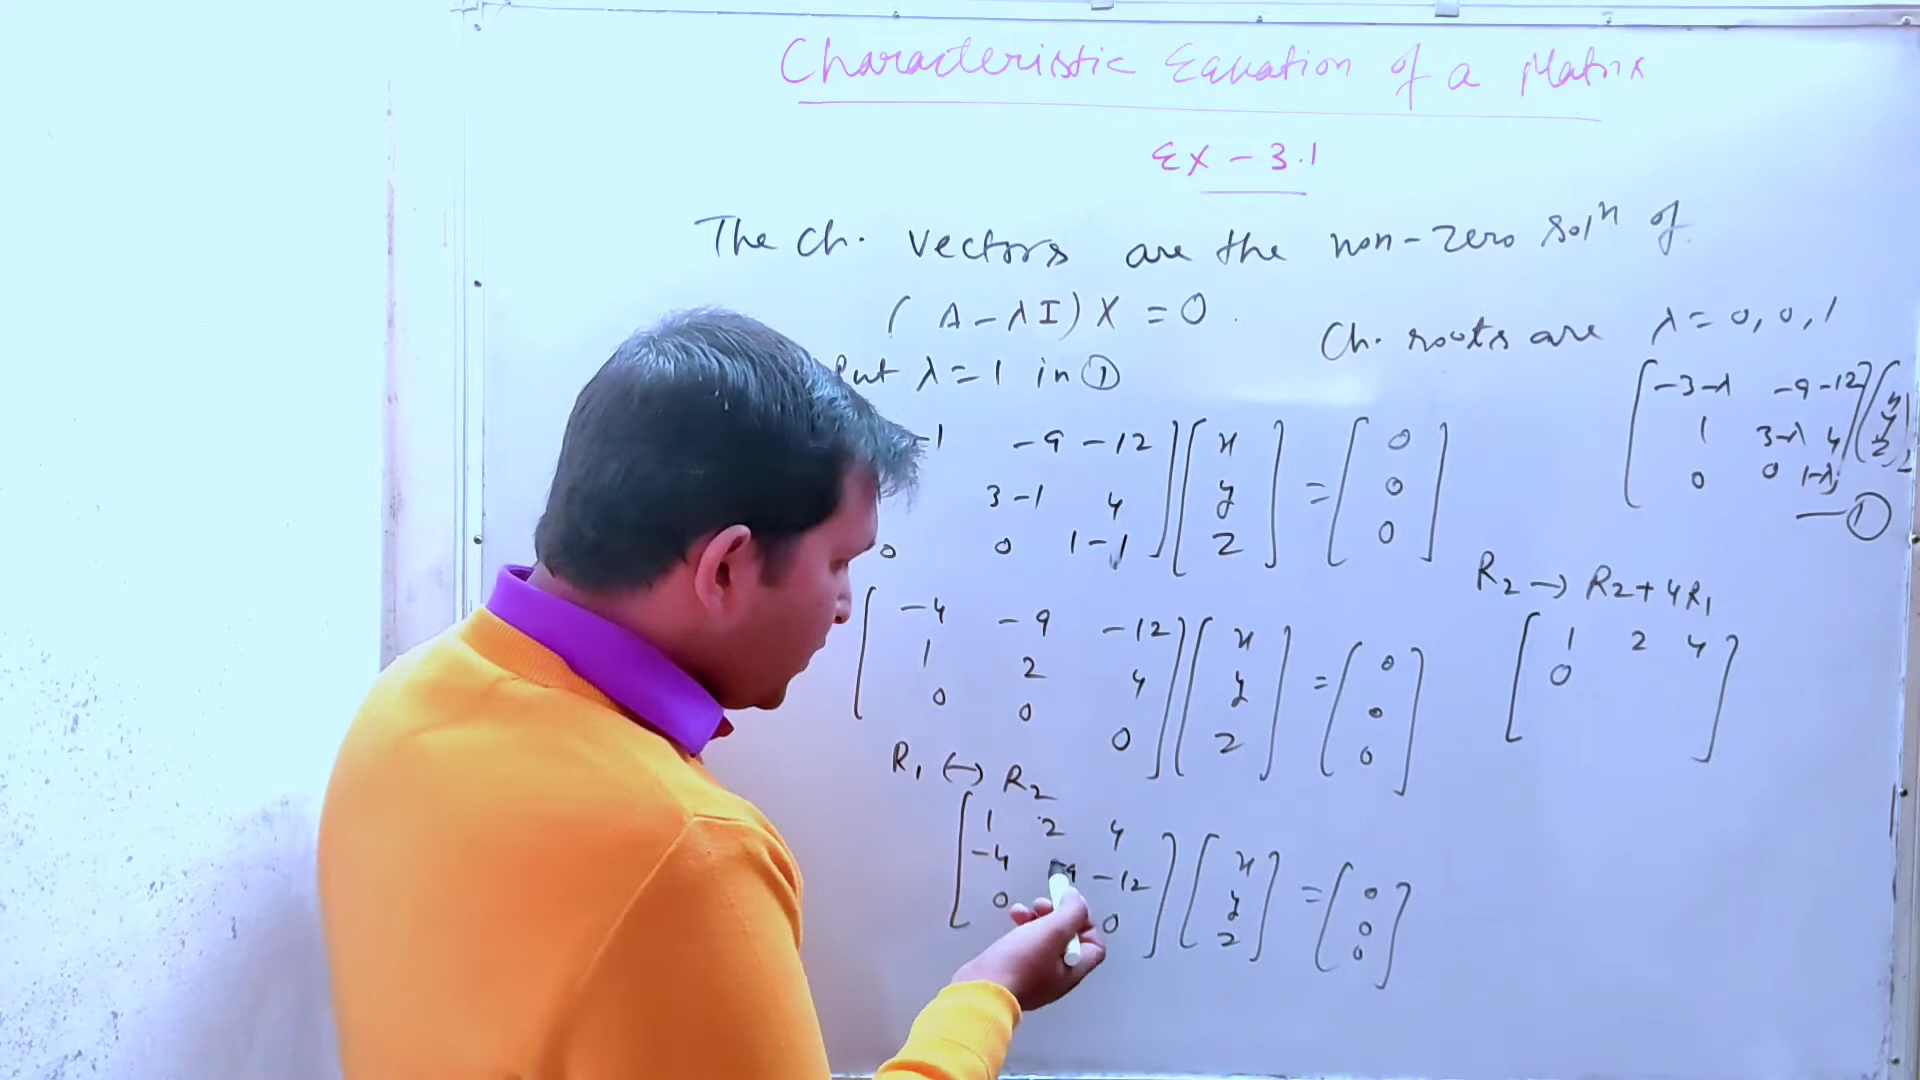 Characteristic Equation of a Matrix
Ex - 3.1
The Ch. vectors are the non-zero solⁿ of
(A - λI) X = 0.
Ch. roots are λ = 0, 0, 1
Put λ = 1 in ①
-3-λ -9 -12 x
1 3-λ 4 y
0 0 1-λ z
— ①
-1 -9 -12 x 0
3-1 4 y = 0
0 0 1-1 z 0
-4 -9 -12 x 0
1 2 4 y = 0
0 0 0 z 0
R₂ → R₂ + 4R₁
1 2 4
0
R₁ ↔ R₂
1 2 4 x 0
-4 -9 -12 y = 0
0 0 z 0